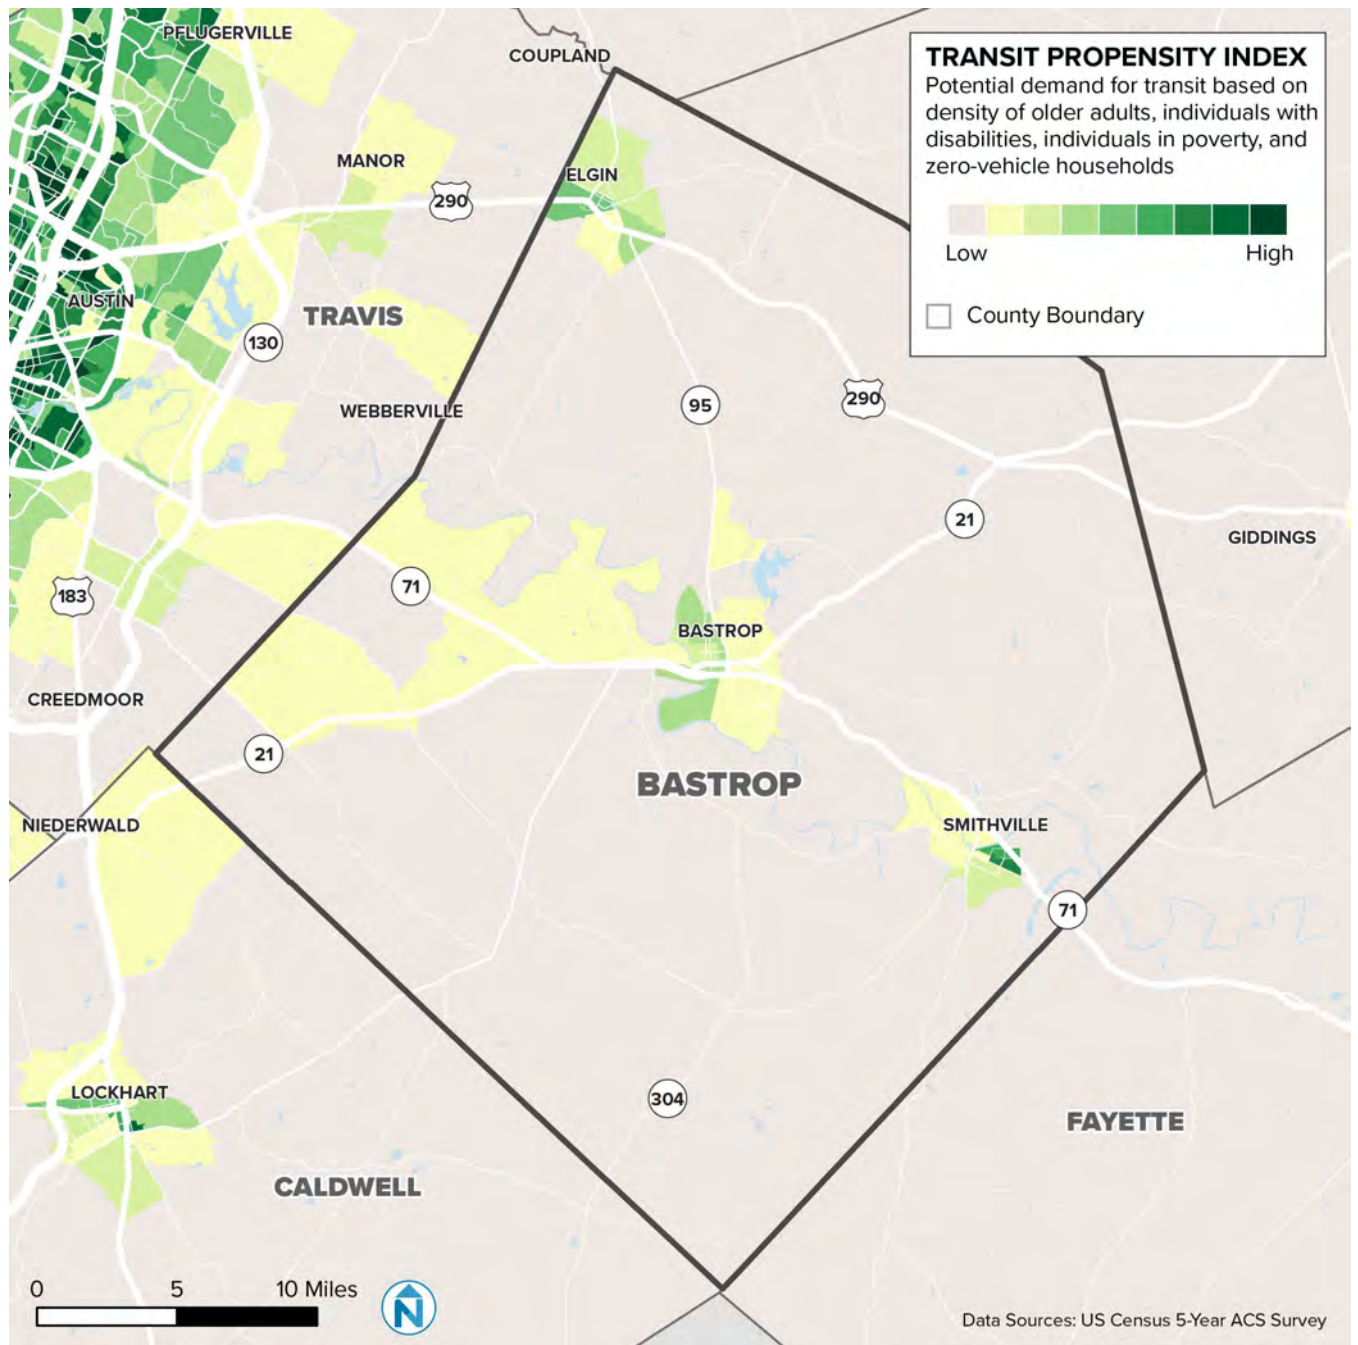 PFLUGERVILLE
COUPLAND
TRANSIT PROPENSITY INDEX
Potential demand for transit based on
density of older adults, individuals with
disabilities, individuals in poverty, and
zero-vehicle households
Low
High
County Boundary
MANOR
ELGIN
290
AUSTIN
TRAVIS
130
WEBBERVILLE
95
290
21
GIDDINGS
183
71
BASTROP
CREEDMOOR
21
BASTROP
NIEDERWALD
SMITHVILLE
71
LOCKHART
304
FAYETTE
CALDWELL
0 5 10 Miles
N
Data Sources: US Census 5-Year ACS Survey